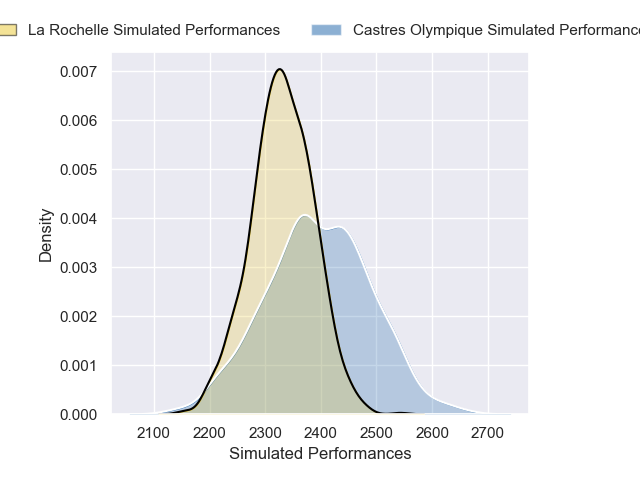 La Rochelle Simulated Performances
Castres Olympique Simulated Performanc
0.007
0.006
0.005
0.004
0.003
0.002
0.001
0.000
Density
2100 2200 2300 2400 2500 2600 2700
Simulated Performances